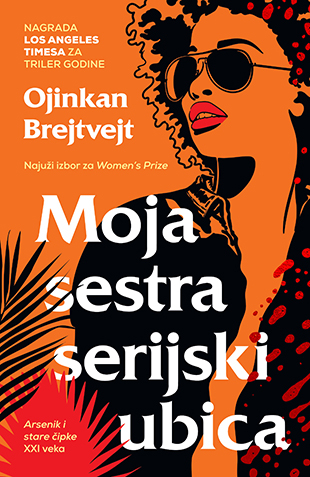 NAGRADA
LOS ANGELES
TIMESA ZA
TRILER GODINE
Ojinkan
Brejtvejt
Najuži izbor za Women's Prize
Moja
sestra
serijski
ubica
Arsenik i
stare čipke
XXI veka